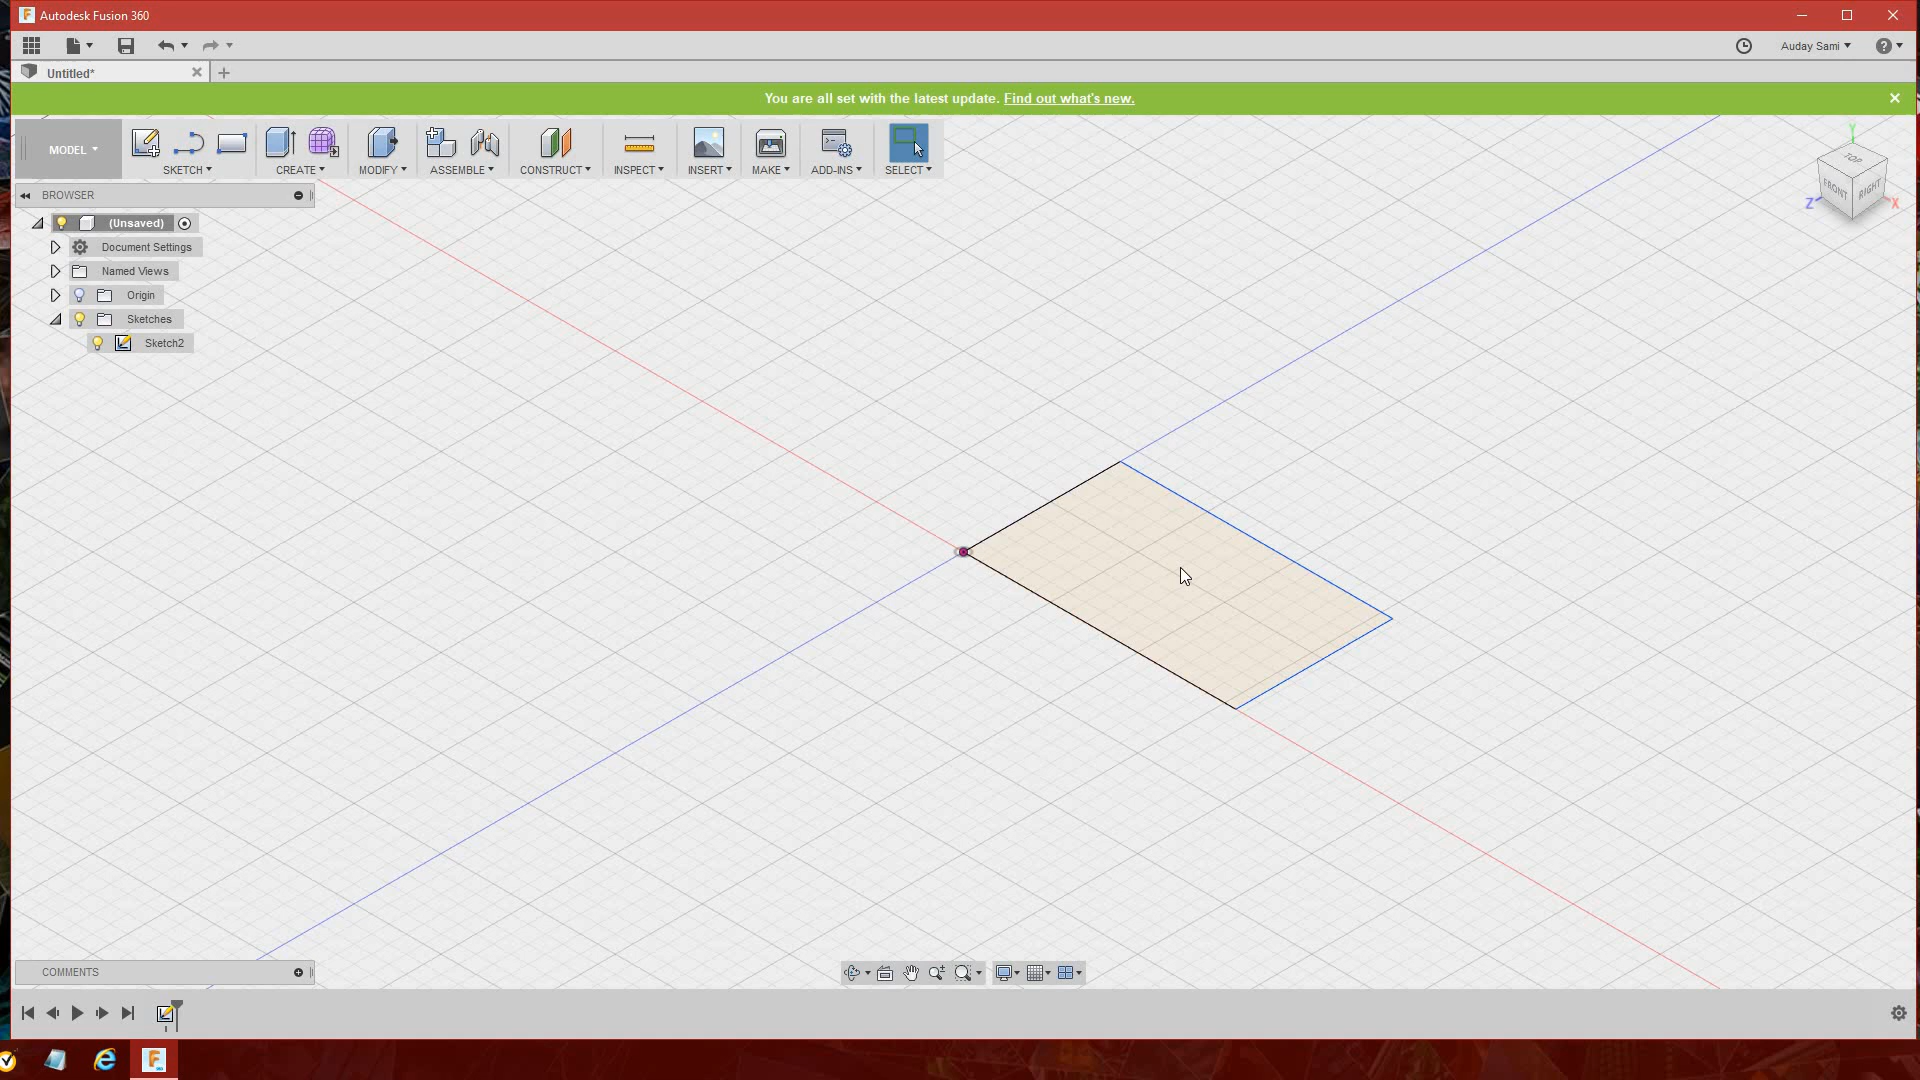 Autodesk Fusion 360
Auday Sami
Untitled*
You are all set with the latest update. Find out what's new.
MODEL
SKETCH
CREATE
MODIFY
ASSEMBLE
CONSTRUCT
INSPECT
INSERT
MAKE
ADD-INS
SELECT
Y
TOP
FRONT
RIGHT
Z
X
BROWSER
(Unsaved)
Document Settings
Named Views
Origin
Sketches
Sketch2
COMMENTS